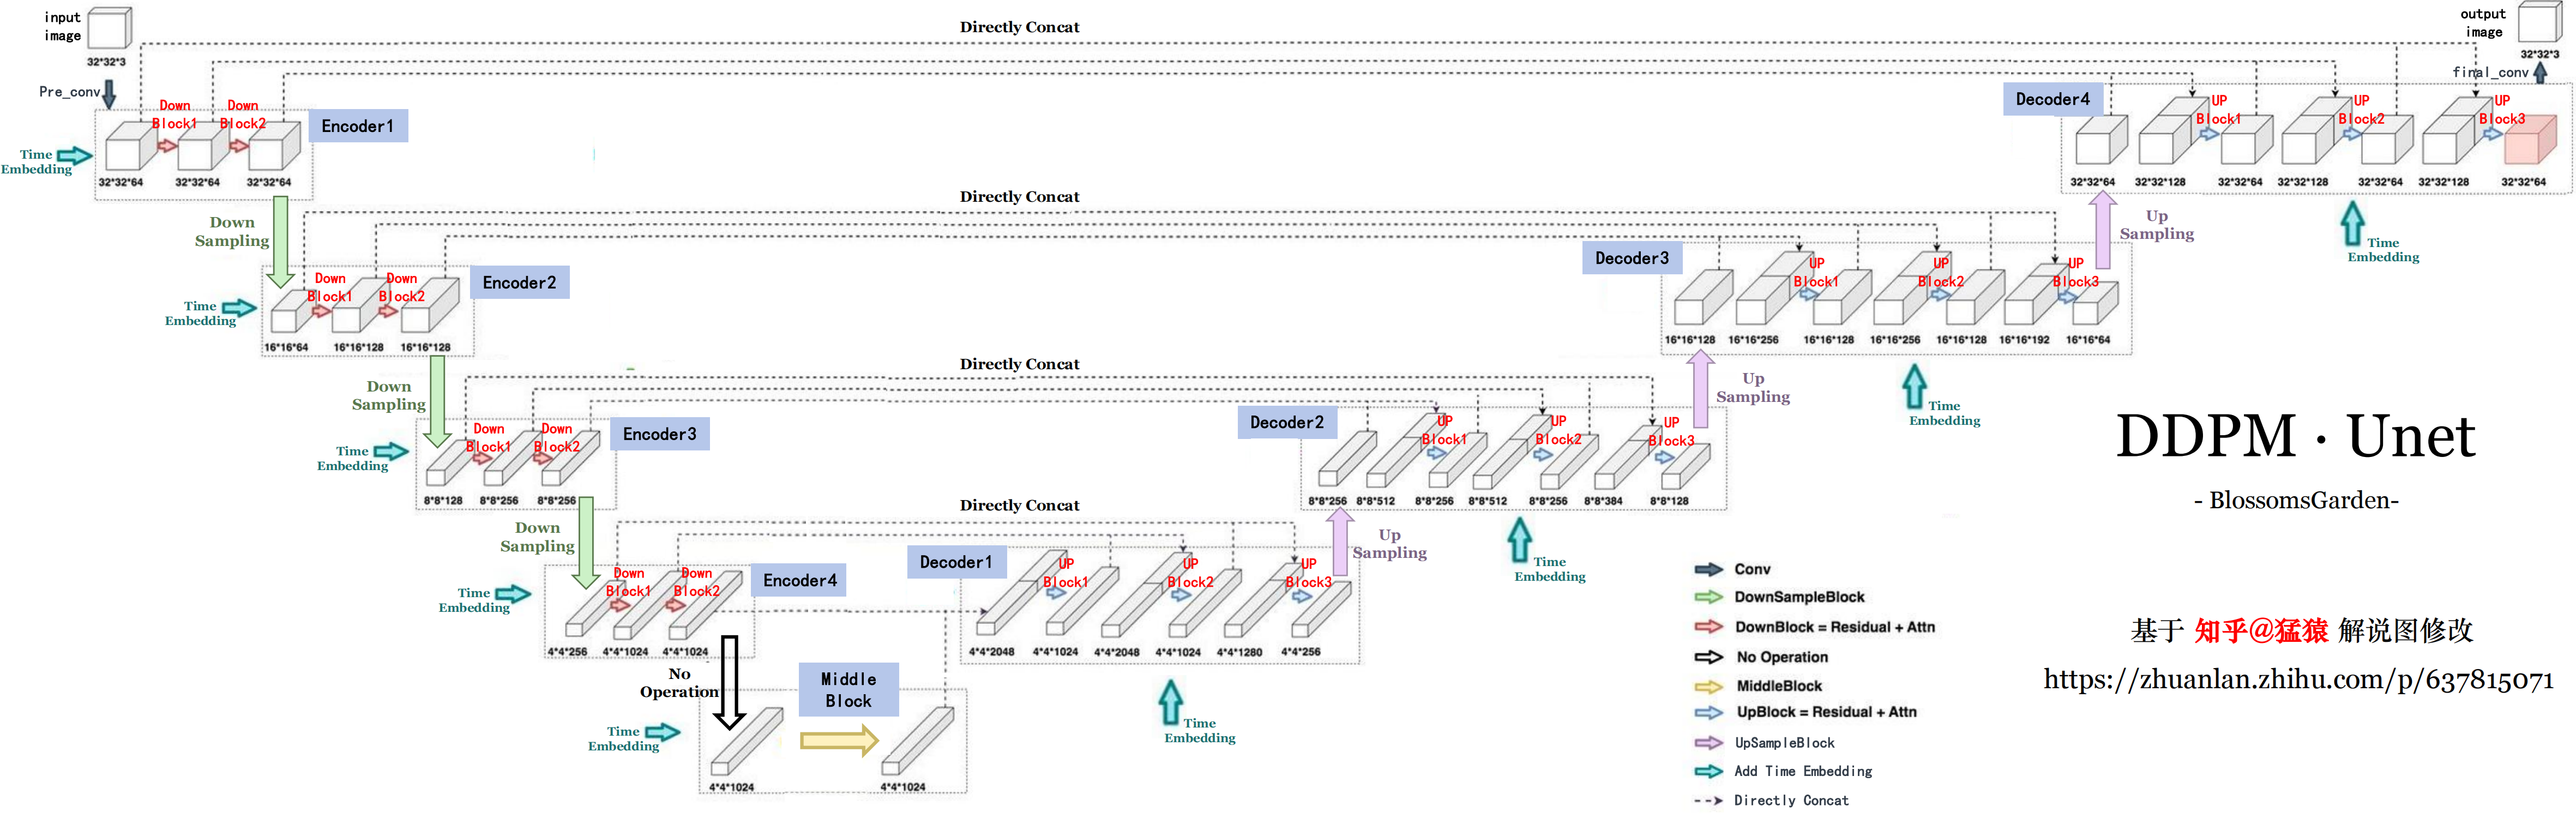 input
image
32*32*3
Pre_conv
Directly Concat
output
image
32*32*3
final_conv
Down
Block1
Down
Block2
Encoder1
Time
Embedding
32*32*64
32*32*64
32*32*64
Decoder4
UP
Block1
UP
Block2
UP
Block3
32*32*64
32*32*128
32*32*64
32*32*128
32*32*64
32*32*128
32*32*64
Down
Sampling
Directly Concat
Up
Sampling
Time
Embedding
Down
Block1
Down
Block2
Encoder2
Time
Embedding
16*16*64
16*16*128
16*16*128
Decoder3
UP
Block1
UP
Block2
UP
Block3
16*16*128
16*16*256
16*16*128
16*16*256
16*16*128
16*16*192
16*16*64
Down
Sampling
Directly Concat
Up
Sampling
Time
Embedding
Down
Block1
Down
Block2
Encoder3
Time
Embedding
8*8*128
8*8*256
8*8*256
Decoder2
UP
Block1
UP
Block2
UP
Block3
8*8*256
8*8*512
8*8*256
8*8*512
8*8*256
8*8*384
8*8*128
Down
Sampling
Directly Concat
Up
Sampling
Time
Embedding
Down
Block1
Down
Block2
Encoder4
Time
Embedding
4*4*256
4*4*1024
4*4*1024
Decoder1
UP
Block1
UP
Block2
UP
Block3
4*4*2048
4*4*1024
4*4*2048
4*4*1024
4*4*1280
4*4*256
No
Operation
Middle
Block
Time
Embedding
4*4*1024
4*4*1024
Time
Embedding
DDPM · Unet
- BlossomsGarden-
基于 知乎@猛猿 解说图修改
https://zhuanlan.zhihu.com/p/637815071
Conv
DownSampleBlock
DownBlock = Residual + Attn
No Operation
MiddleBlock
UpBlock = Residual + Attn
UpSampleBlock
Add Time Embedding
Directly Concat